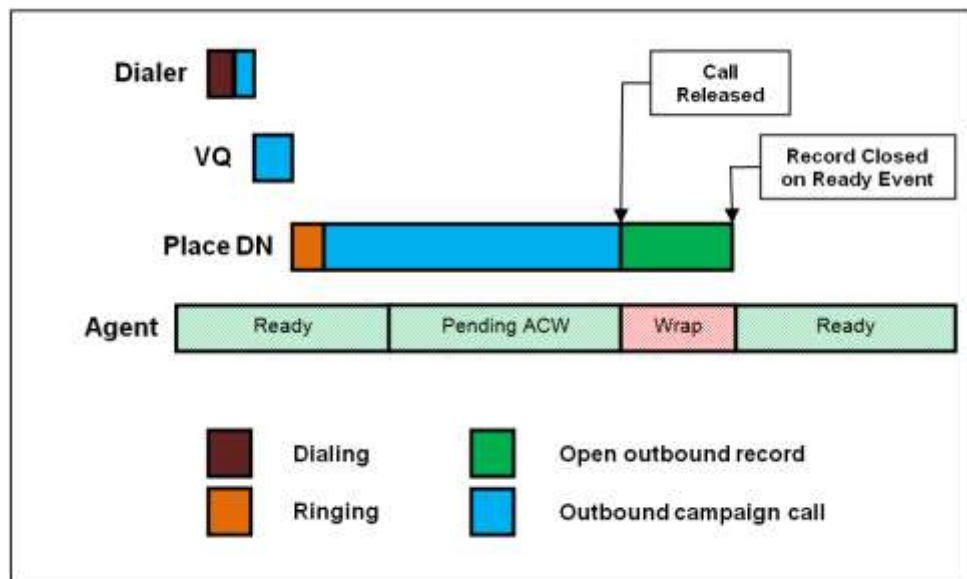 Dialer
Call
Released
VQ
Record Closed
on Ready Event
Place DN
Agent
Ready
Pending ACW
Wrap
Ready
Dialing
Open outbound record
Ringing
Outbound campaign call